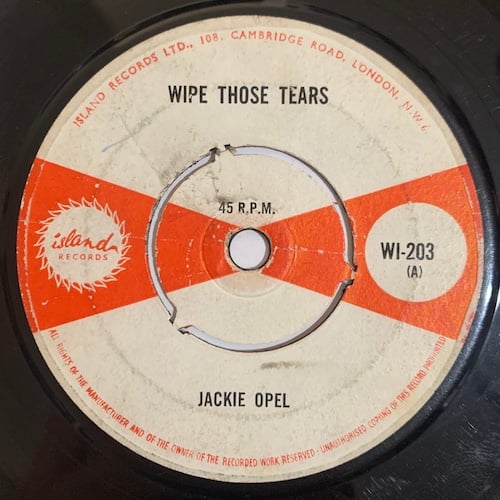 ISLAND RECORDS LTD., 108. CAMBRIDGE ROAD, LONDON, N.W.6.
WIPE THOSE TEARS
45 R.P.M.
island
RECORDS
WI-203
(A)
JACKIE OPEL
ALL RIGHTS OF THE MANUFACTURER AND OF THE OWNER OF THE RECORDED WORK RESERVED · UNAUTHORISED COPYING OF THIS RECORD PROHIBITED